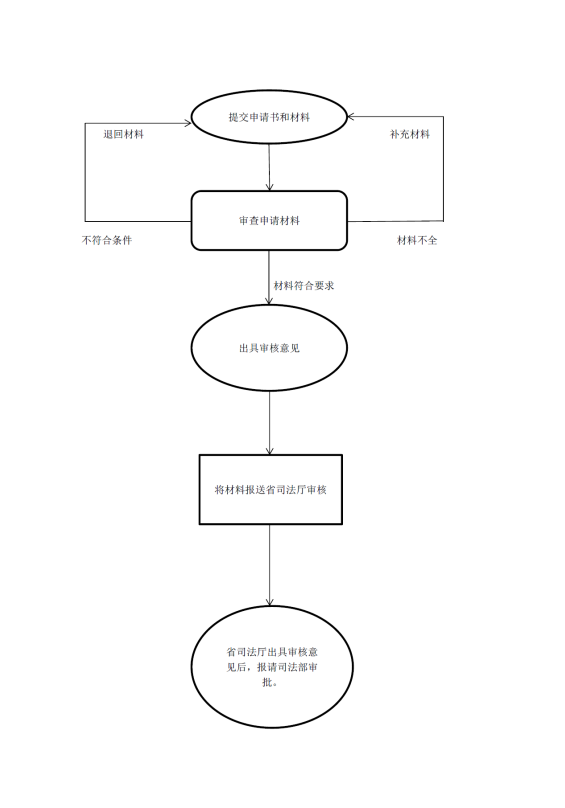 提交申请书和材料
退回材料
补充材料
审查申请材料
不符合条件
材料不全
材料符合要求
出具审核意见
将材料报送省司法厅审核
省司法厅出具审核意
见后，报请司法部审
批。